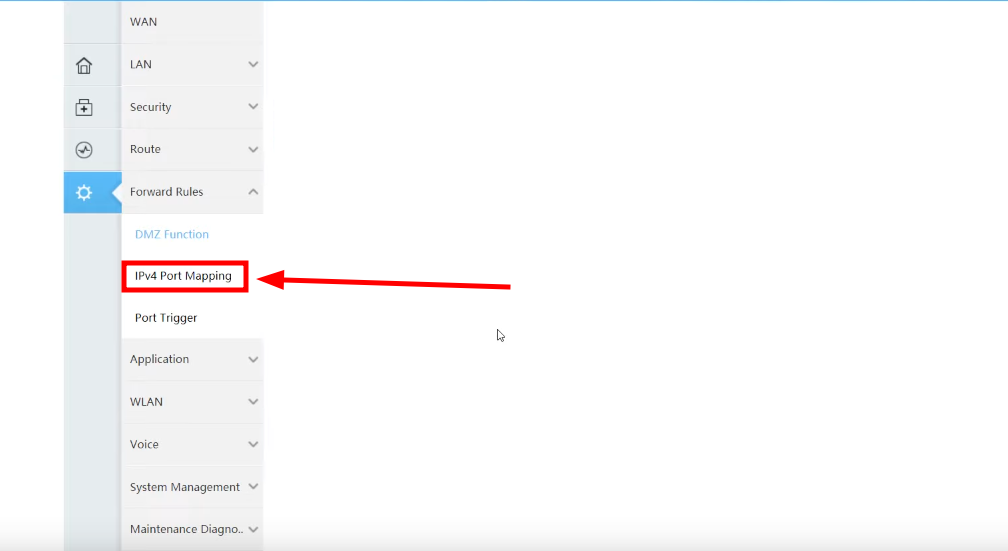 WAN
LAN
Security
Route
Forward Rules
DMZ Function
IPv4 Port Mapping
Port Trigger
Application
WLAN
Voice
System Management
Maintenance Diagno..